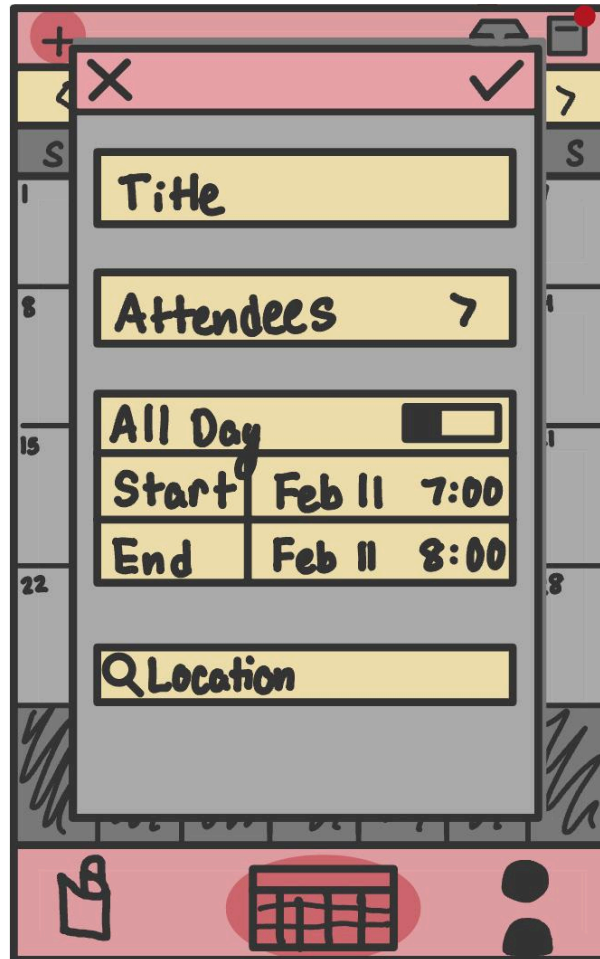 S S
1
Title
8
Attendees >
All Day
15
Start Feb 11 7:00
End Feb 11 8:00
22
Location